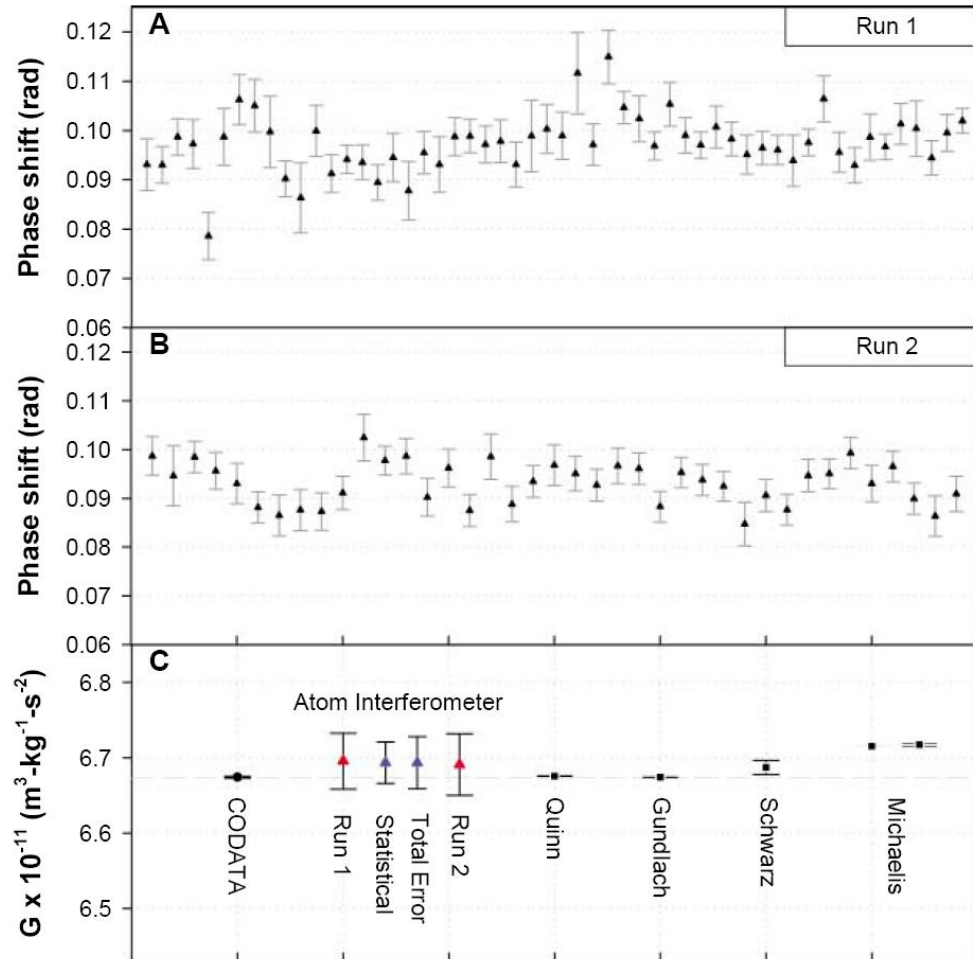 A
Run 1
Phase shift (rad)
0.12
0.11
0.10
0.09
0.08
0.07
0.06
B
Run 2
Phase shift (rad)
0.12
0.11
0.10
0.09
0.08
0.07
0.06
C
G x 10⁻¹¹ (m³-kg⁻¹-s⁻²)
6.8
6.7
6.6
6.5
Atom Interferometer
CODATA
Run 1
Statistical
Total Error
Run 2
Quinn
Gundlach
Schwarz
Michaelis